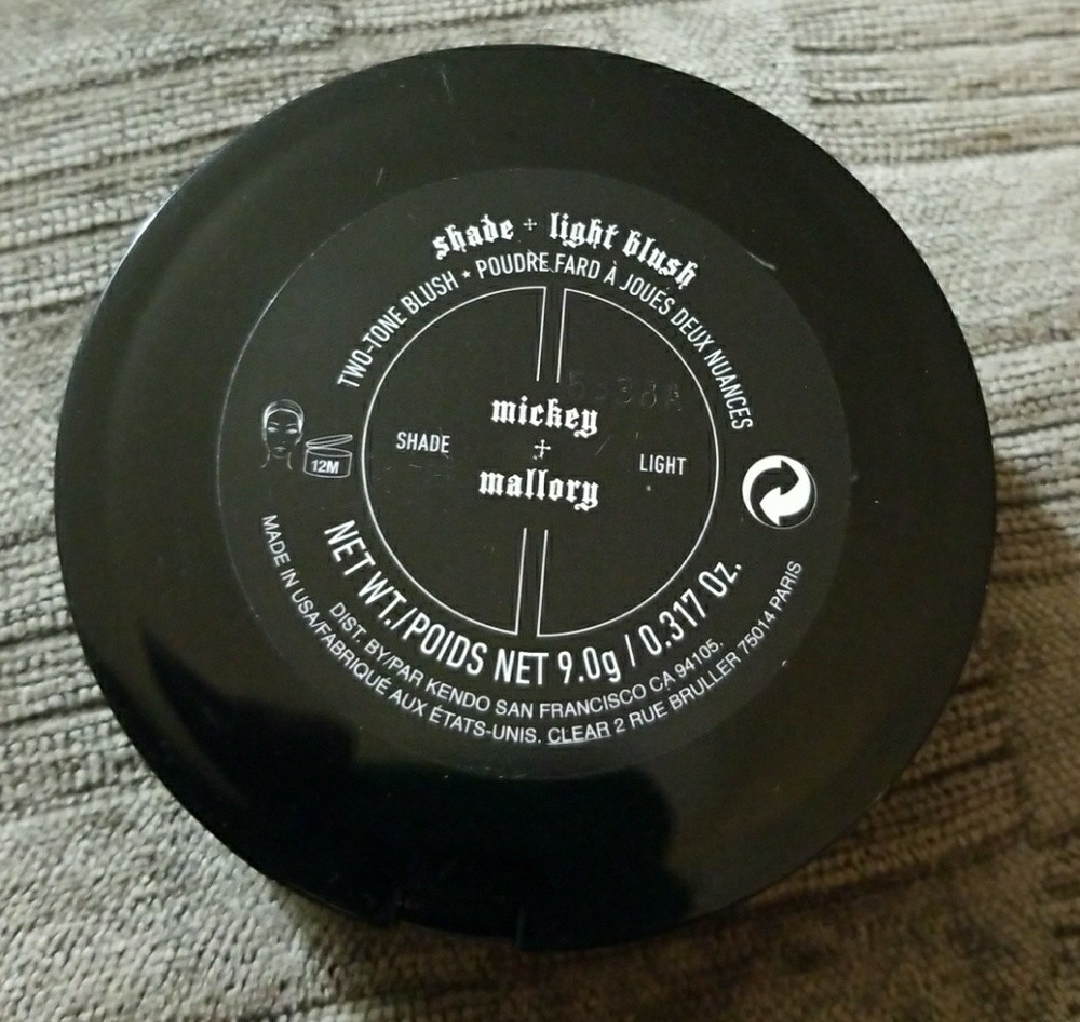 shade + light blush
TWO-TONE BLUSH • POUDRE FARD À JOUES DEUX NUANCES
mickey
+
mallory
SHADE
LIGHT
12M
NET WT./POIDS NET 9.0g / 0.317 Oz.
DIST. BY/PAR KENDO SAN FRANCISCO CA 94105.
MADE IN USA/FABRIQUÉ AUX ÉTATS-UNIS. CLEAR 2 RUE BRULLER 75014 PARIS